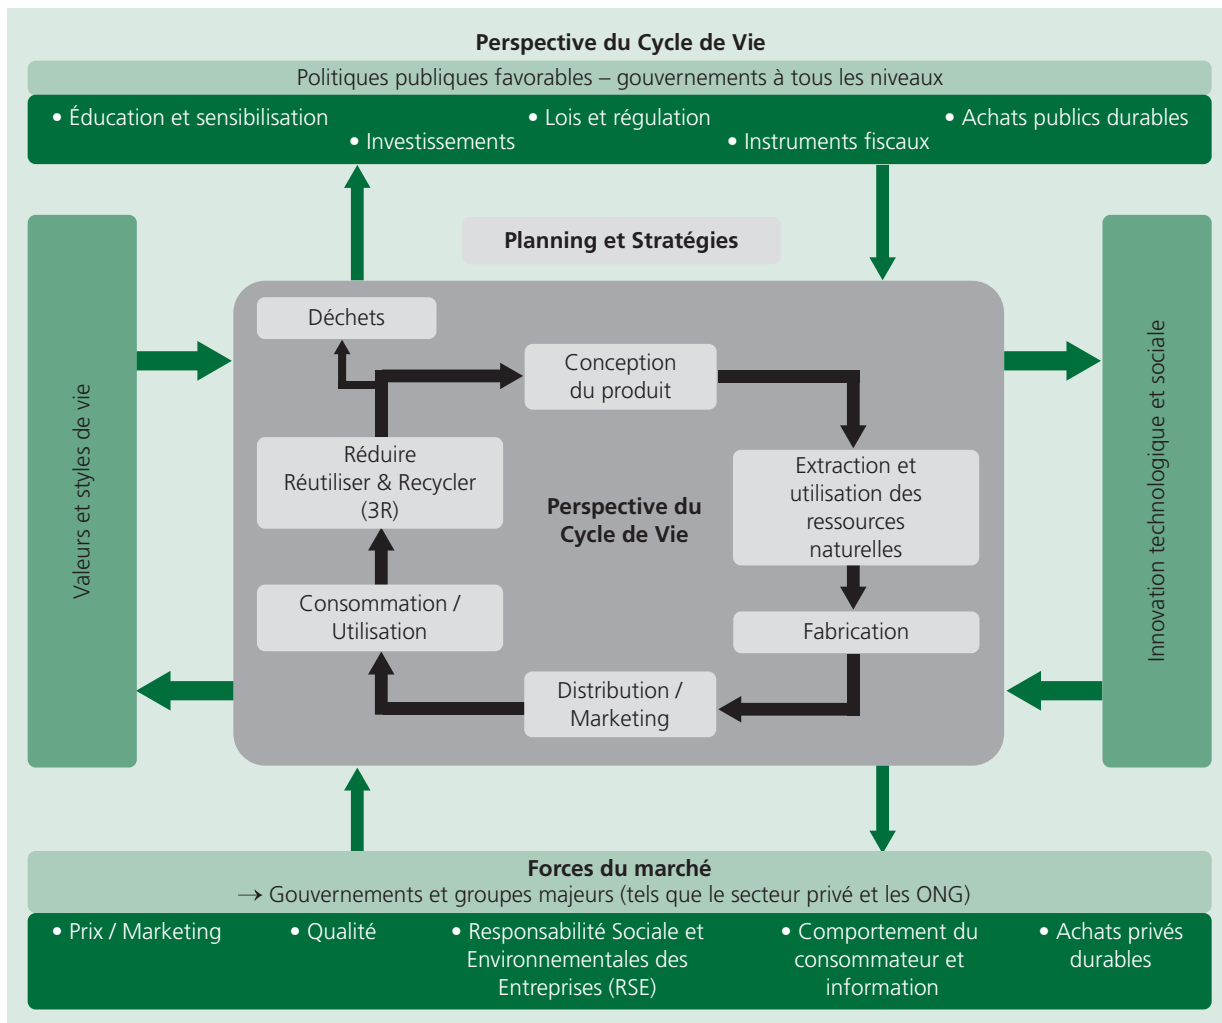 Perspective du Cycle de Vie
Politiques publiques favorables – gouvernements à tous les niveaux
• Éducation et sensibilisation
• Investissements
• Lois et régulation
• Instruments fiscaux
• Achats publics durables
Planning et Stratégies
Valeurs et styles de vie
Déchets
Conception
du produit
Réduire
Réutiliser & Recycler
(3R)
Extraction et
utilisation des
ressources
naturelles
Perspective du
Cycle de Vie
Consommation /
Utilisation
Fabrication
Distribution /
Marketing
Innovation technologique et sociale
Forces du marché
→ Gouvernements et groupes majeurs (tels que le secteur privé et les ONG)
• Prix / Marketing
• Qualité
• Responsabilité Sociale et
Environnementales des
Entreprises (RSE)
• Comportement du
consommateur et
information
• Achats privés
durables